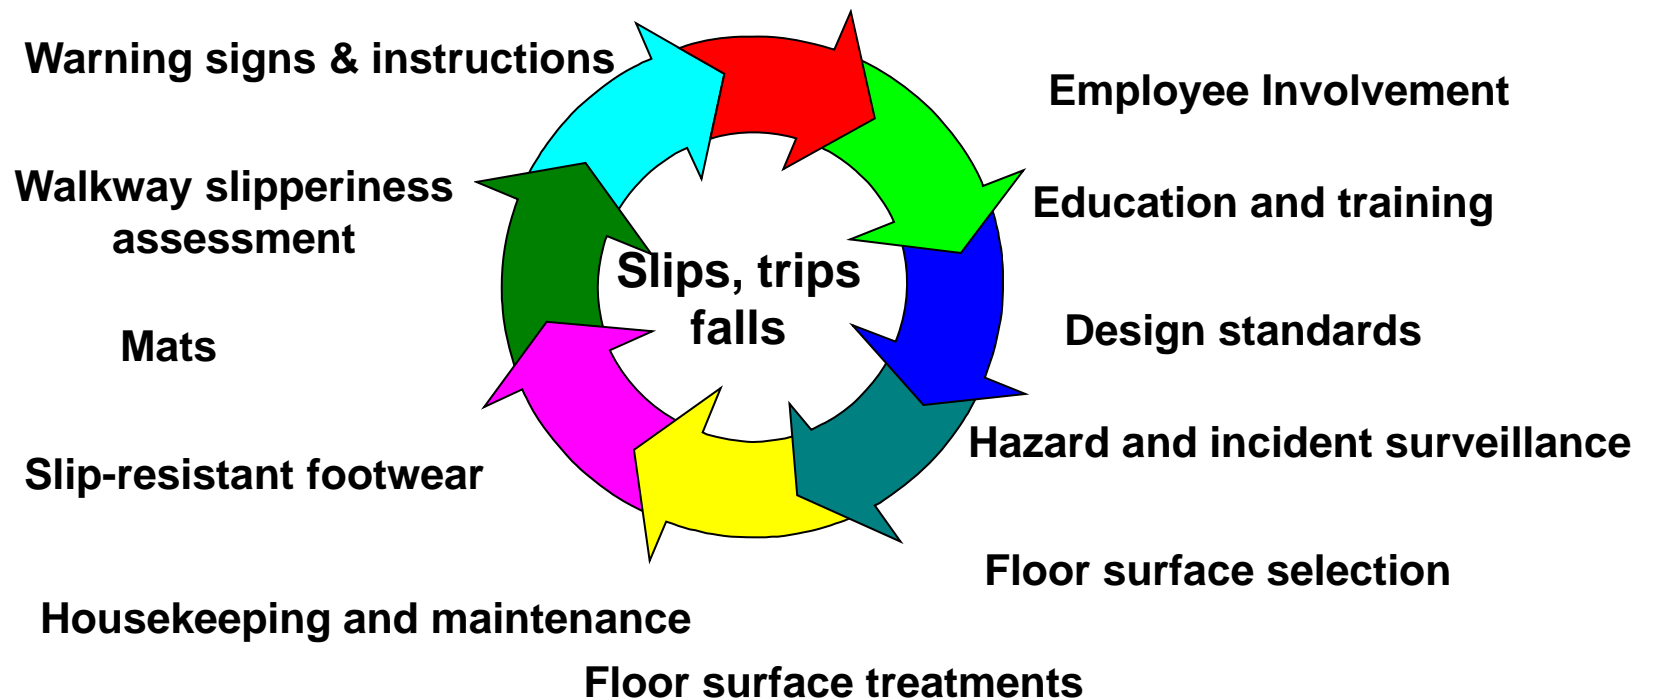 Warning signs & instructions
Employee Involvement
Walkway slipperiness
assessment
Education and training
Slips, trips
falls
Mats
Design standards
Hazard and incident surveillance
Slip-resistant footwear
Floor surface selection
Housekeeping and maintenance
Floor surface treatments